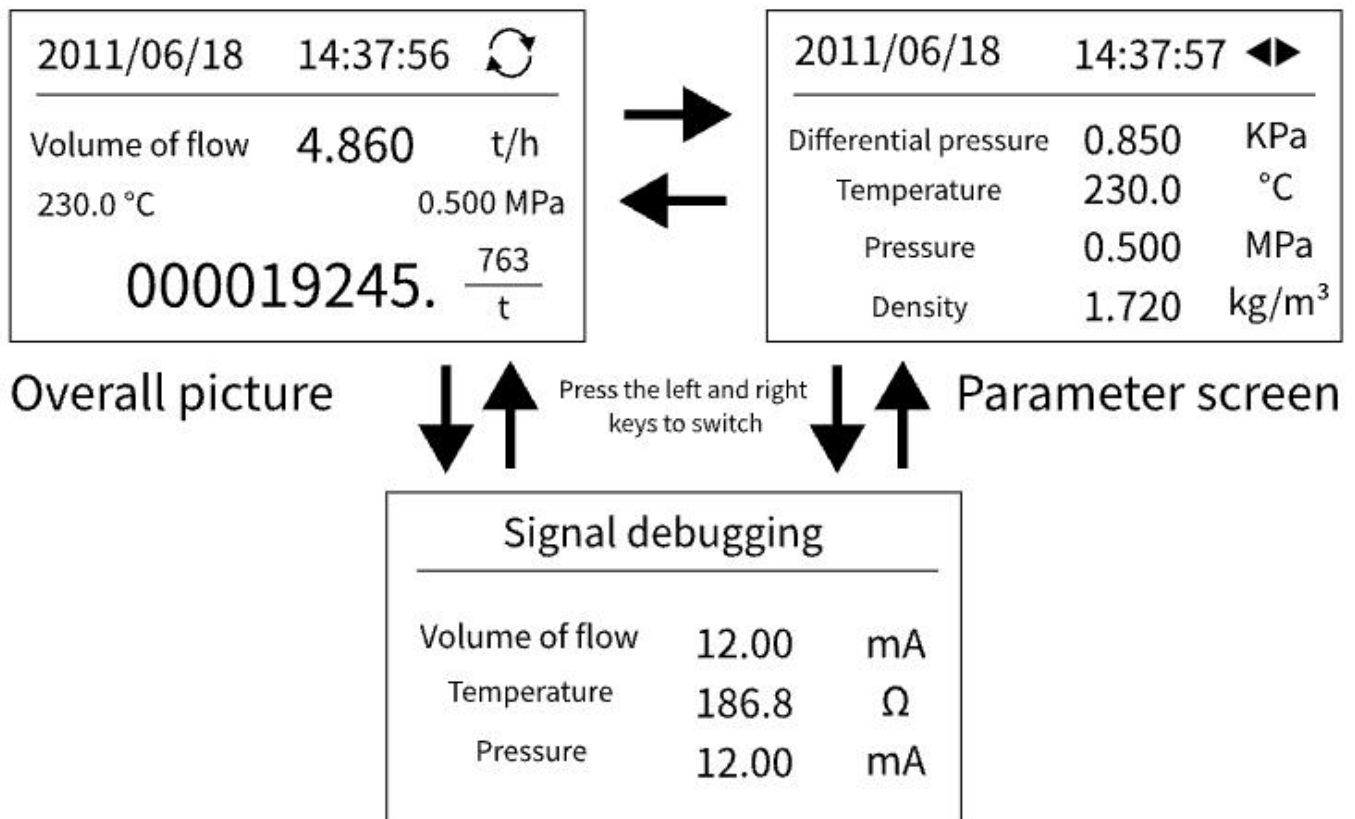 2011/06/18 14:37:56
Volume of flow 4.860 t/h
230.0 °C 0.500 MPa
000019245. 763
t
Overall picture
2011/06/18 14:37:57
Differential pressure 0.850 KPa
Temperature 230.0 °C
Pressure 0.500 MPa
Density 1.720 kg/m³
Parameter screen
Press the left and right
keys to switch
Signal debugging
Volume of flow 12.00 mA
Temperature 186.8 Ω
Pressure 12.00 mA